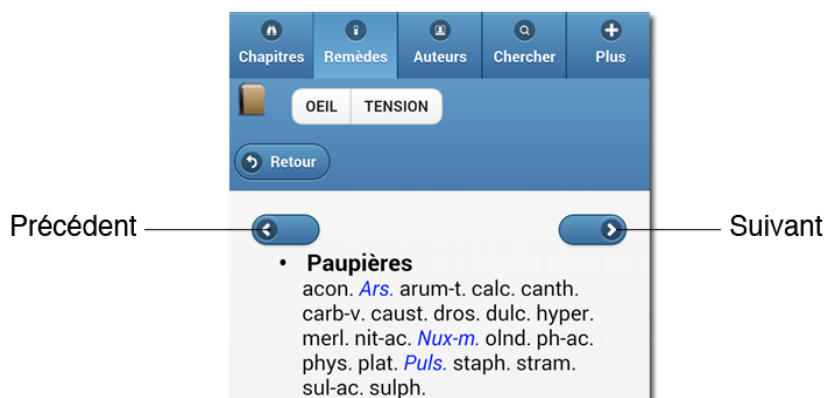 Chapitres Remèdes Auteurs Chercher Plus
OEIL TENSION
Retour
Précédent Suivant
• Paupières
acon. Ars. arum-t. calc. canth.
carb-v. caust. dros. dulc. hyper.
merl. nit-ac. Nux-m. olnd. ph-ac.
phys. plat. Puls. staph. stram.
sul-ac. sulph.